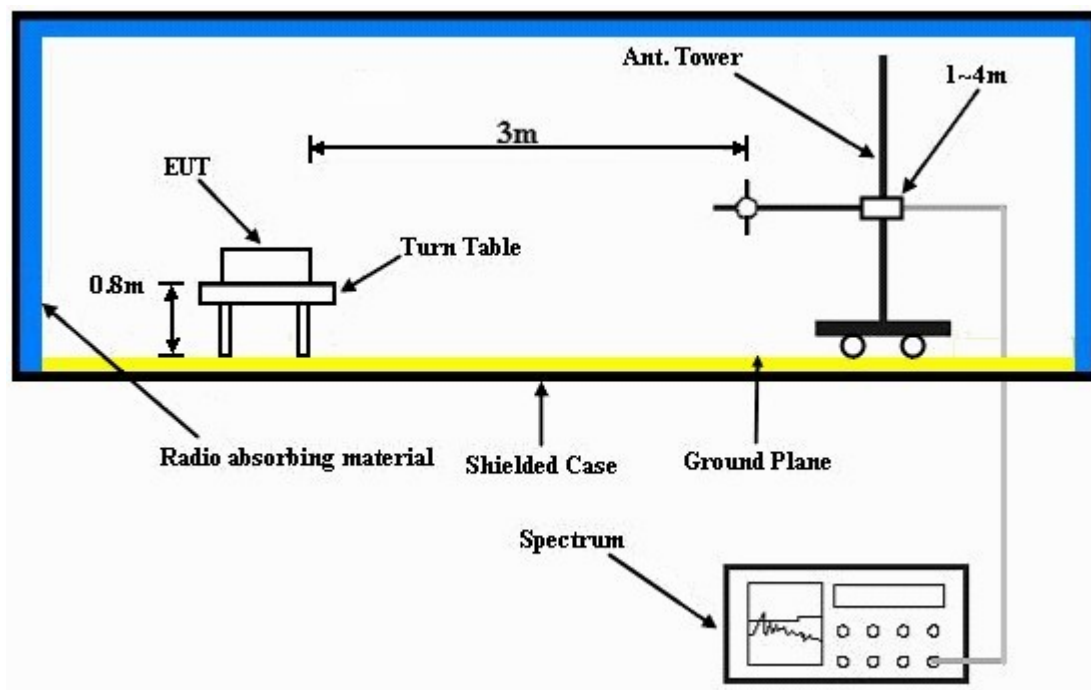 Ant. Tower
1~4m
3m
EUT
Turn Table
0.8m
Radio absorbing material
Shielded Case
Ground Plane
Spectrum